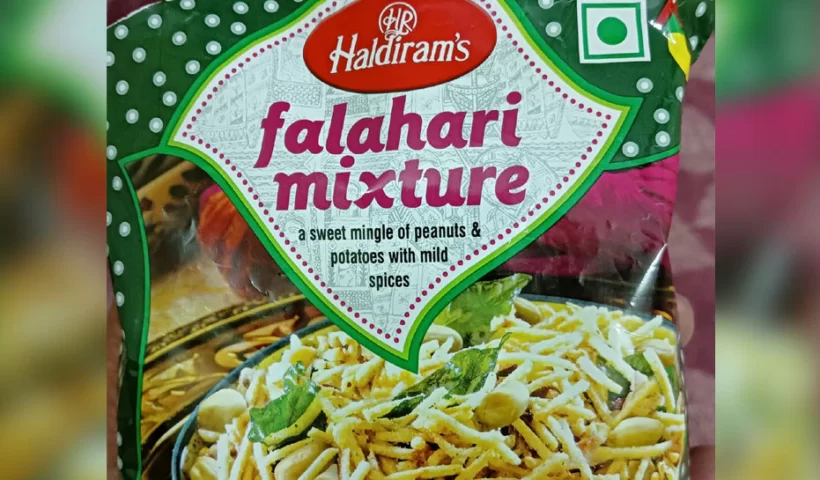 HR
Haldiram's
falahari
mixture
a sweet mingle of peanuts &
potatoes with mild
spices